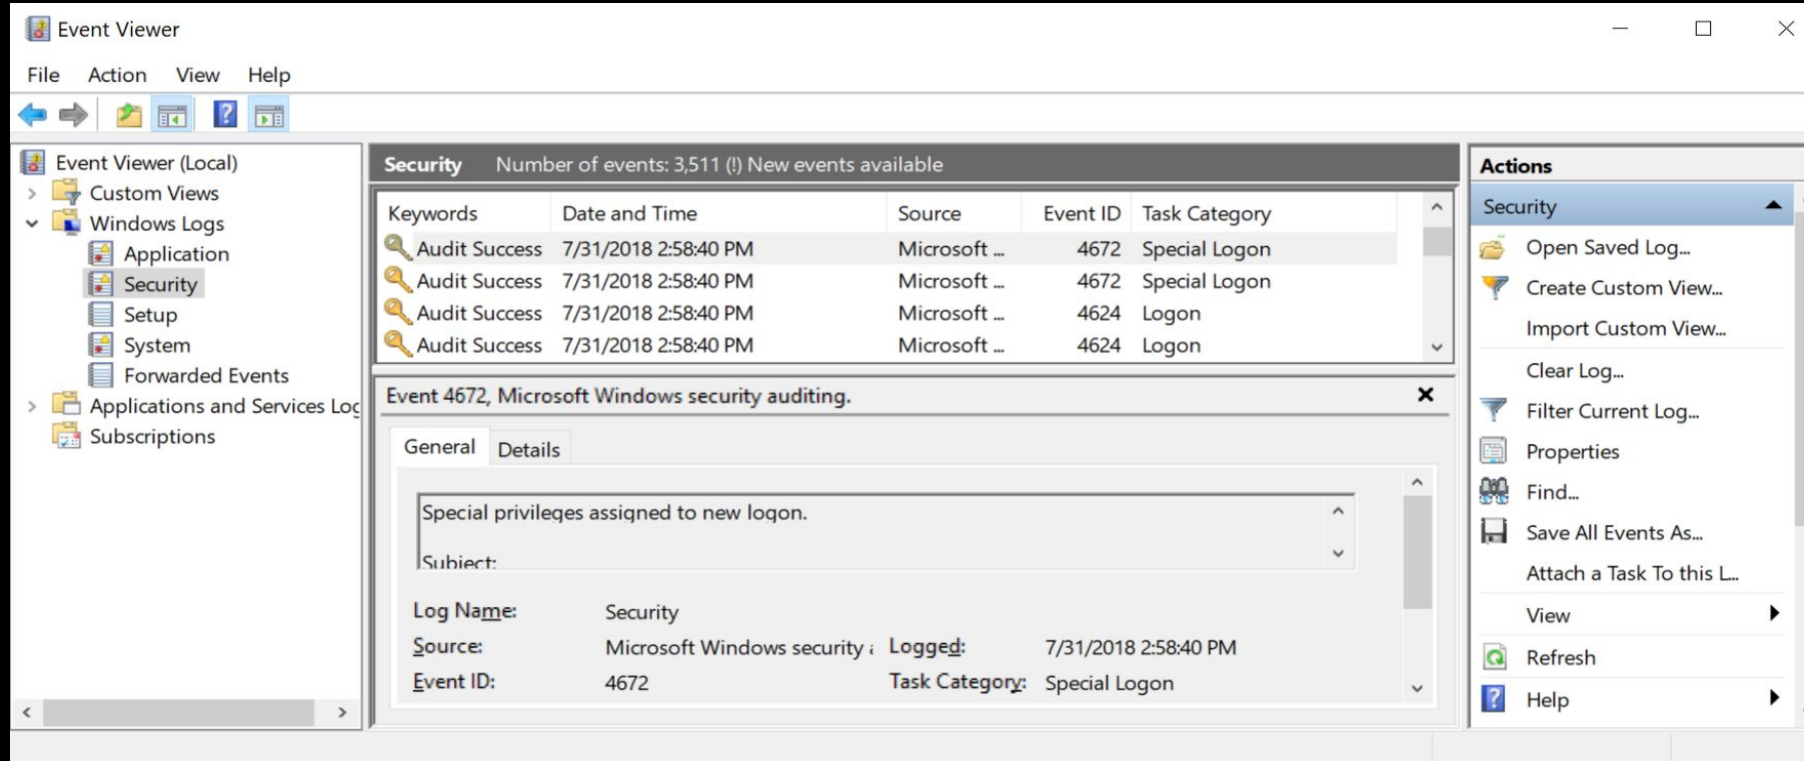 Event Viewer
File Action View Help
Event Viewer (Local)
Custom Views
Windows Logs
Application
Security
Setup
System
Forwarded Events
Applications and Services Log
Subscriptions
Security Number of events: 3,511 (!) New events available
Keywords Date and Time Source Event ID Task Category
Audit Success 7/31/2018 2:58:40 PM Microsoft ... 4672 Special Logon
Audit Success 7/31/2018 2:58:40 PM Microsoft ... 4672 Special Logon
Audit Success 7/31/2018 2:58:40 PM Microsoft ... 4624 Logon
Audit Success 7/31/2018 2:58:40 PM Microsoft ... 4624 Logon
Event 4672, Microsoft Windows security auditing.
General Details
Special privileges assigned to new logon.
Subject:
Log Name: Security
Source: Microsoft Windows security a Logged: 7/31/2018 2:58:40 PM
Event ID: 4672 Task Category: Special Logon
Actions
Security
Open Saved Log...
Create Custom View...
Import Custom View...
Clear Log...
Filter Current Log...
Properties
Find...
Save All Events As...
Attach a Task To this L...
View
Refresh
Help